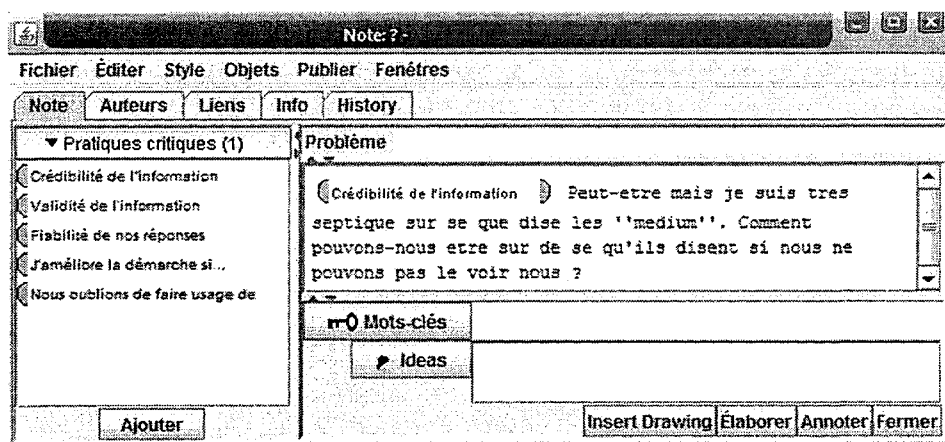 Note: ? -
Fichier Éditer Style Objets Publier Fenêtres
Note Auteurs Liens Info History
Pratiques critiques (1)
Crédibilité de l'information
Validité de l'information
Fiabilité de nos réponses
J'améliore la démarche si...
Nous oublions de faire usage de
Ajouter
Problème
Crédibilité de l'information Peut-etre mais je suis tres
septique sur se que dise les ''medium''. Comment
pouvons-nous etre sur de se qu'ils disent si nous ne
pouvons pas le voir nous ?
Mots-clés
Ideas
Insert Drawing Élaborer Annoter Fermer